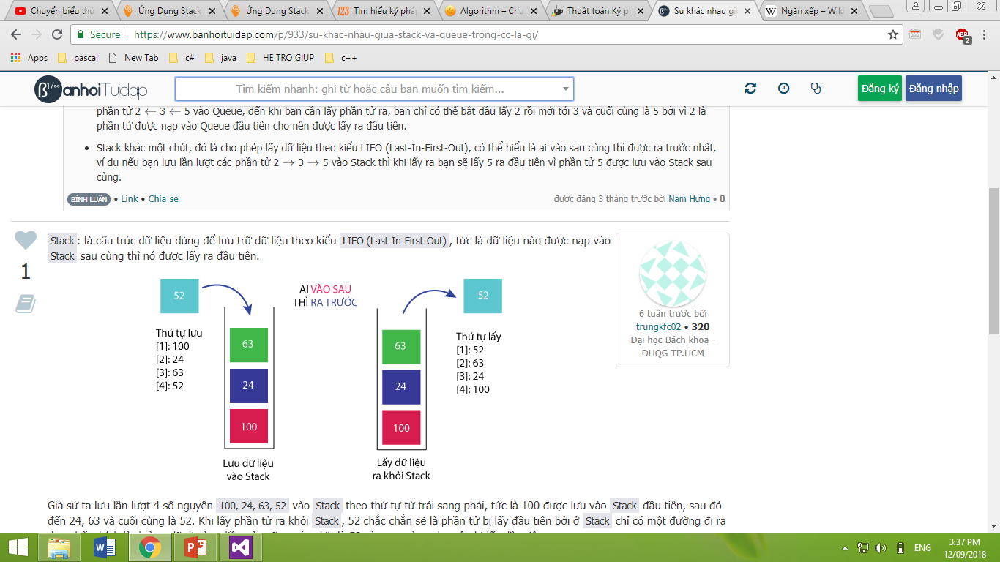 Chuyển biểu thứ
Ứng Dụng Stack
Ứng Dụng Stack
Tìm hiểu ký pháp
Algorithm – Chu
Thuật toán Ký p
Sự khác nhau gi
Ngăn xếp – Wiki
Secure
https://www.banhoituidap.com/p/933/su-khac-nhau-giua-stack-va-queue-trong-cc-la-gi/
Apps pascal New Tab c# java HE TRO GIUP c++
ßanhoiTuidap
Tìm kiếm nhanh: ghi từ hoặc câu bạn muốn tìm kiếm...
Đăng ký
Đăng nhập
phần tử 2 ← 3 ← 5 vào Queue, đến khi bạn cần lấy phần tử ra, bạn chỉ có thể bắt đầu lấy 2 rồi mới tới 3 và cuối cùng là 5 bởi vì 2 là
phần tử được nạp vào Queue đầu tiên cho nên được lấy ra đầu tiên.
• Stack khác một chút, đó là cho phép lấy dữ liệu theo kiểu LIFO (Last-In-First-Out), có thể hiểu là ai vào sau cùng thì được ra trước nhất,
ví dụ nếu bạn lưu lần lượt các phần tử 2 → 3 → 5 vào Stack thì khi lấy ra bạn sẽ lấy 5 ra đầu tiên vì phần tử 5 được lưu vào Stack sau
cùng.
BÌNH LUẬN • Link • Chia sẻ
được đăng 3 tháng trước bởi Nam Hưng • 0
1
Stack : là cấu trúc dữ liệu dùng để lưu trữ dữ liệu theo kiểu LIFO (Last-In-First-Out) , tức là dữ liệu nào được nạp vào
Stack sau cùng thì nó được lấy ra đầu tiên.
6 tuần trước bởi
trungkfc02 • 320
Đại học Bách khoa -
ĐHQG TP.HCM
52
AI VÀO SAU
THÌ RA TRƯỚC
52
Thứ tự lưu
[1]: 100
[2]: 24
[3]: 63
[4]: 52
63
24
100
Lưu dữ liệu
vào Stack
63
24
100
Lấy dữ liệu
ra khỏi Stack
Thứ tự lấy
[1]: 52
[2]: 63
[3]: 24
[4]: 100
Giả sử ta lưu lần lượt 4 số nguyên 100, 24, 63, 52 vào Stack theo thứ tự từ trái sang phải, tức là 100 được lưu vào Stack đầu tiên, sau đó
đến 24, 63 và cuối cùng là 52. Khi lấy phần tử ra khỏi Stack , 52 chắc chắn sẽ là phần tử bị lấy đầu tiên bởi ở Stack chỉ có một đường đi ra
ENG
3:37 PM
12/09/2018